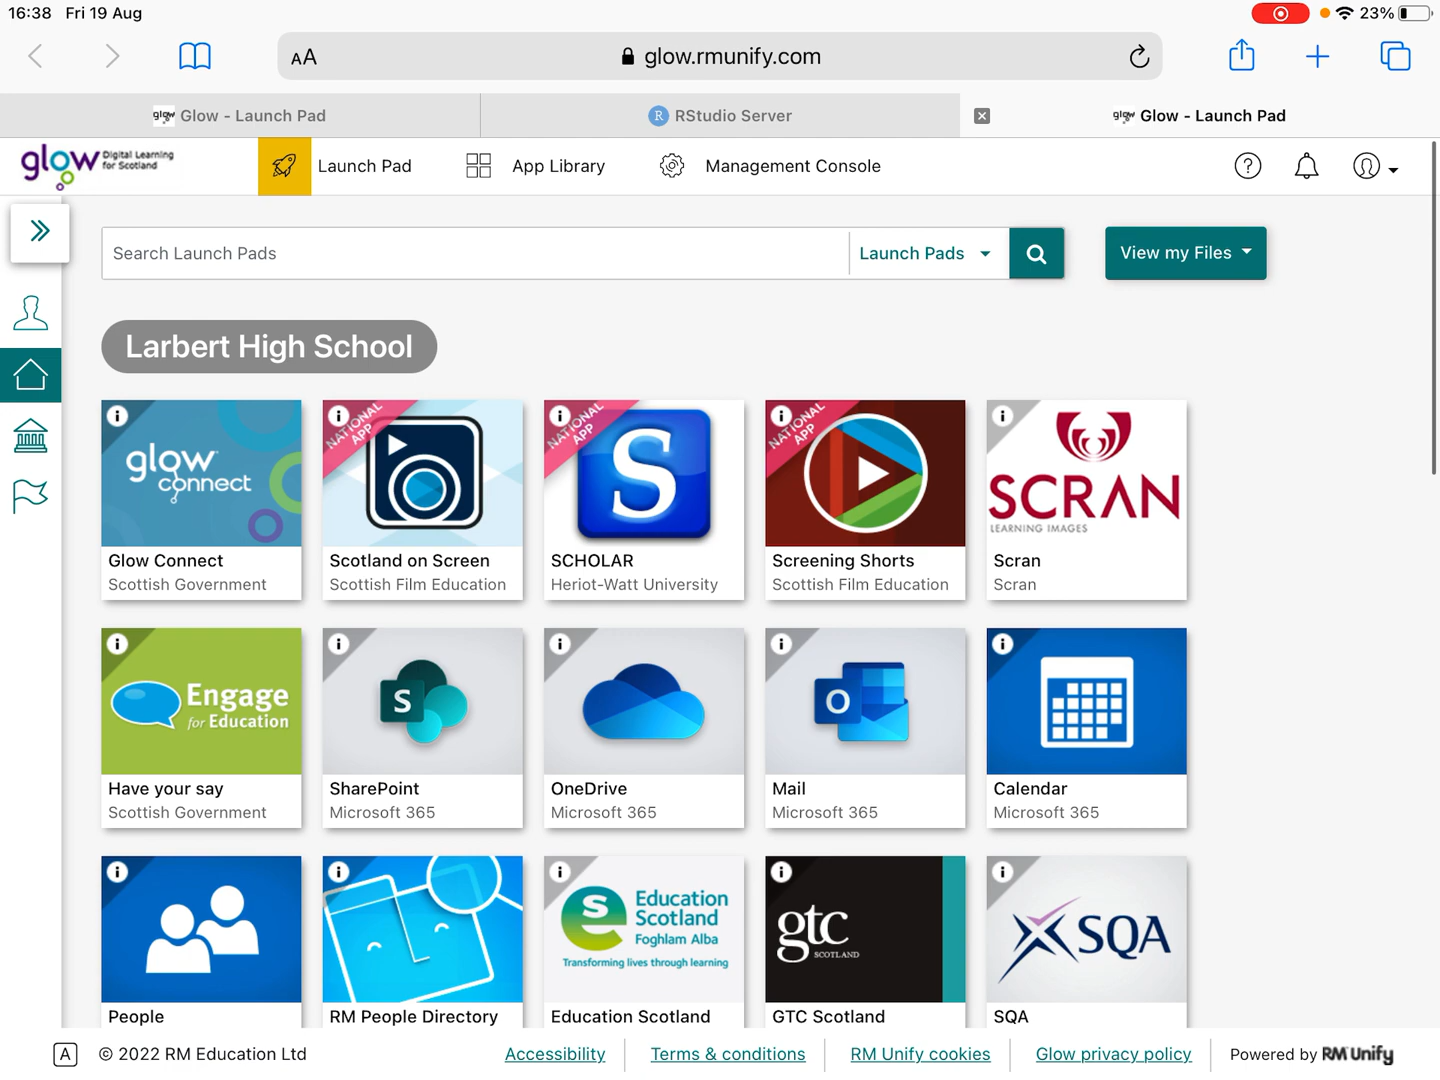 16:38 Fri 19 Aug
23%
AA
glow.rmunify.com
glow Glow - Launch Pad
R RStudio Server
glow Glow - Launch Pad
glow Digital Learning
for Scotland
Launch Pad
App Library
Management Console
Search Launch Pads
Launch Pads
View my Files
Larbert High School
glow
connect
Glow Connect
Scottish Government
NATIONAL
APP
Scotland on Screen
Scottish Film Education
NATIONAL
APP
S
SCHOLAR
Heriot-Watt University
NATIONAL
APP
Screening Shorts
Scottish Film Education
SCRAN
LEARNING IMAGES
Scran
Scran
Engage
for Education
Have your say
Scottish Government
S
SharePoint
Microsoft 365
OneDrive
Microsoft 365
O
Mail
Microsoft 365
Calendar
Microsoft 365
People
RM People Directory
Education
Scotland
Foghlam Alba
Transforming lives through learning
Education Scotland
gtc
SCOTLAND
GTC Scotland
SQA
SQA
A © 2022 RM Education Ltd
Accessibility
Terms & conditions
RM Unify cookies
Glow privacy policy
Powered by RM Unify